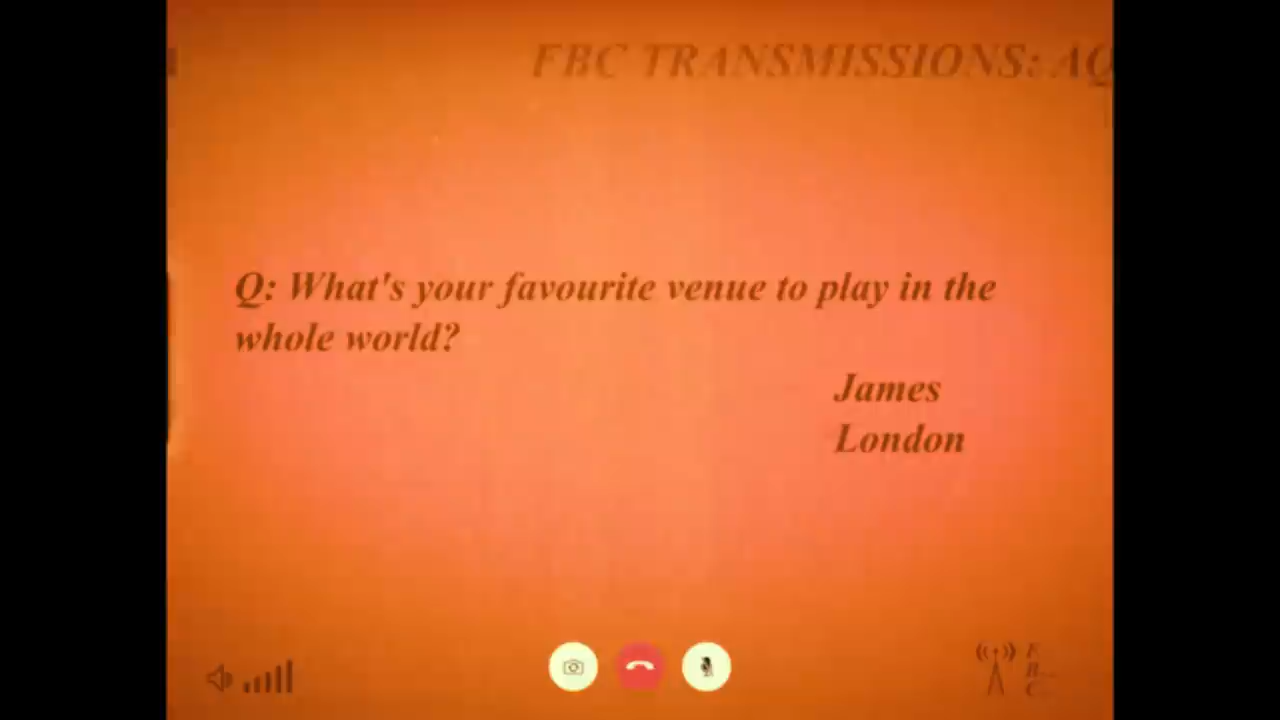 FBC TRANSMISSIONS: AQ
Q: What's your favourite venue to play in the
whole world?
James
London
F...
B...
C...